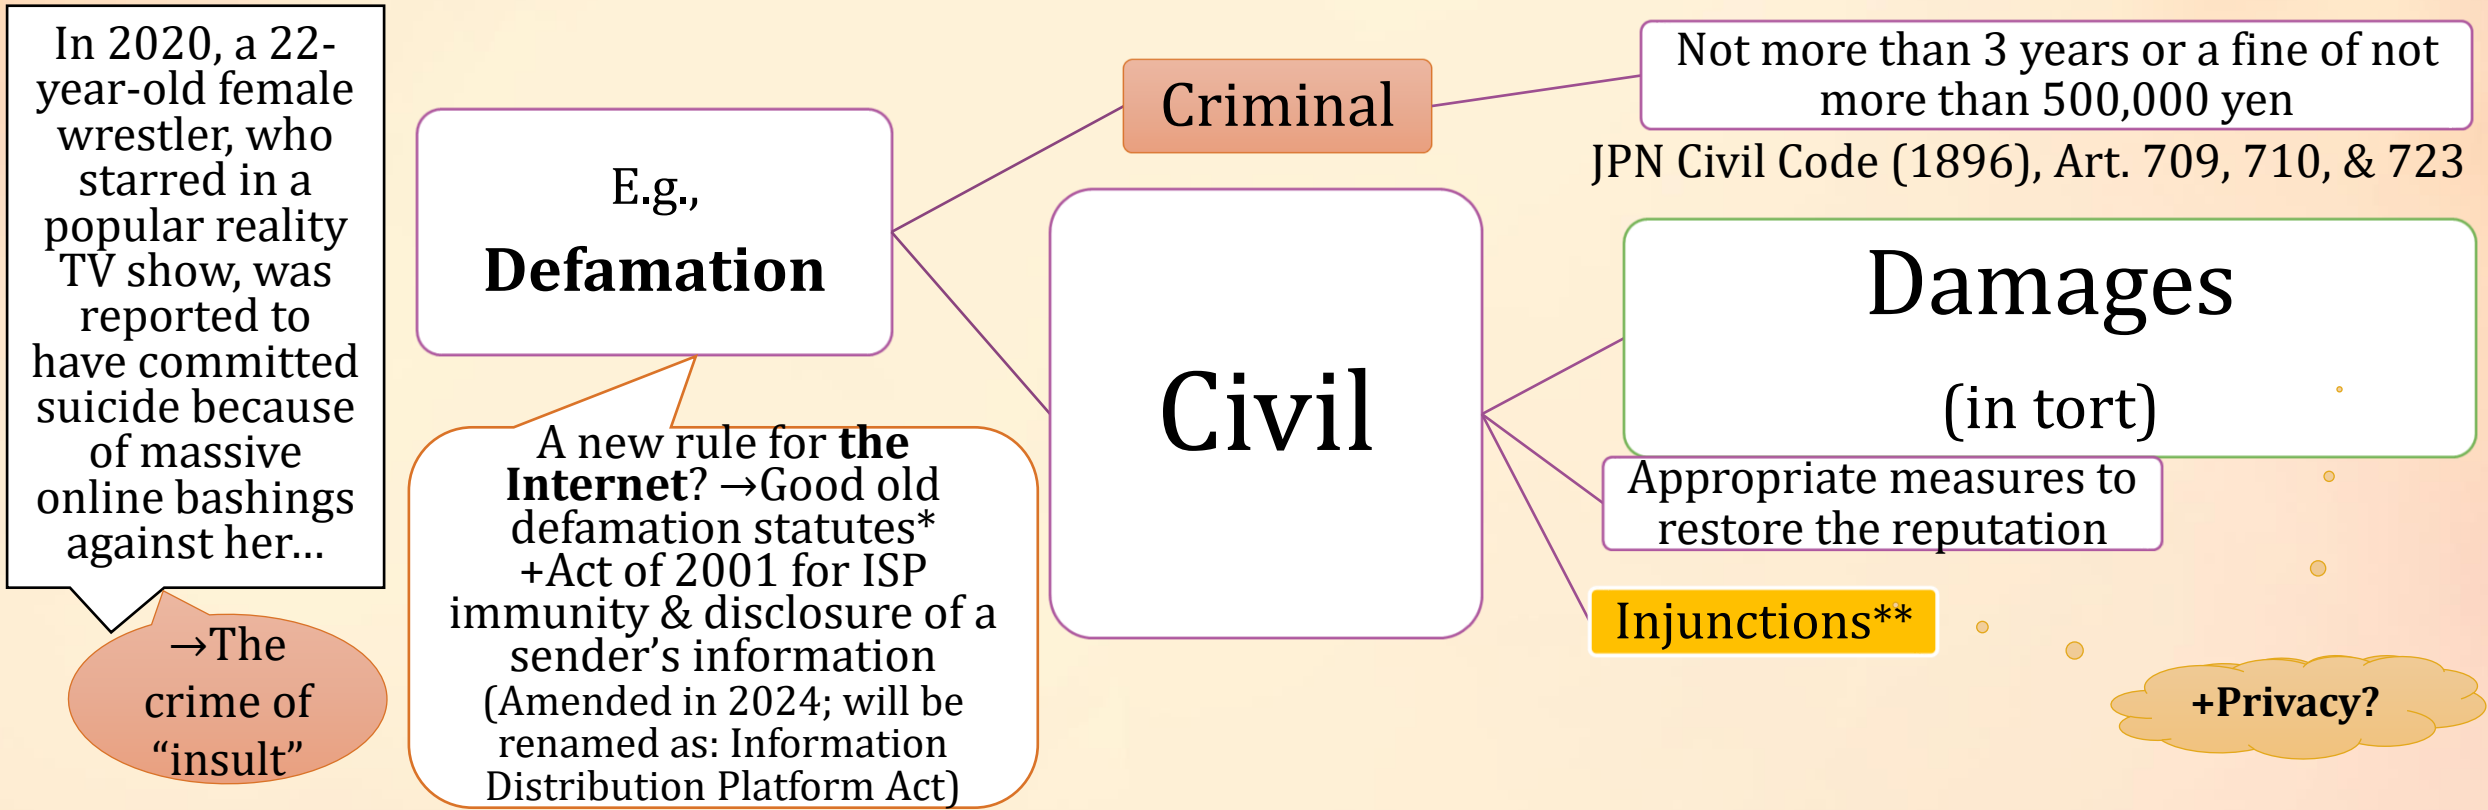 In 2020, a 22-
year-old female
wrestler, who
starred in a
popular reality
TV show, was
reported to
have committed
suicide because
of massive
online bashings
against her…
→The
crime of
“insult”
E.g.,
Defamation
A new rule for the
Internet? →Good old
defamation statutes*
+Act of 2001 for ISP
immunity & disclosure of a
sender’s information
(Amended in 2024; will be
renamed as: Information
Distribution Platform Act)
Criminal
Civil
Not more than 3 years or a fine of not
more than 500,000 yen
JPN Civil Code (1896), Art. 709, 710, & 723
Damages
(in tort)
Appropriate measures to
restore the reputation
Injunctions**
+Privacy?